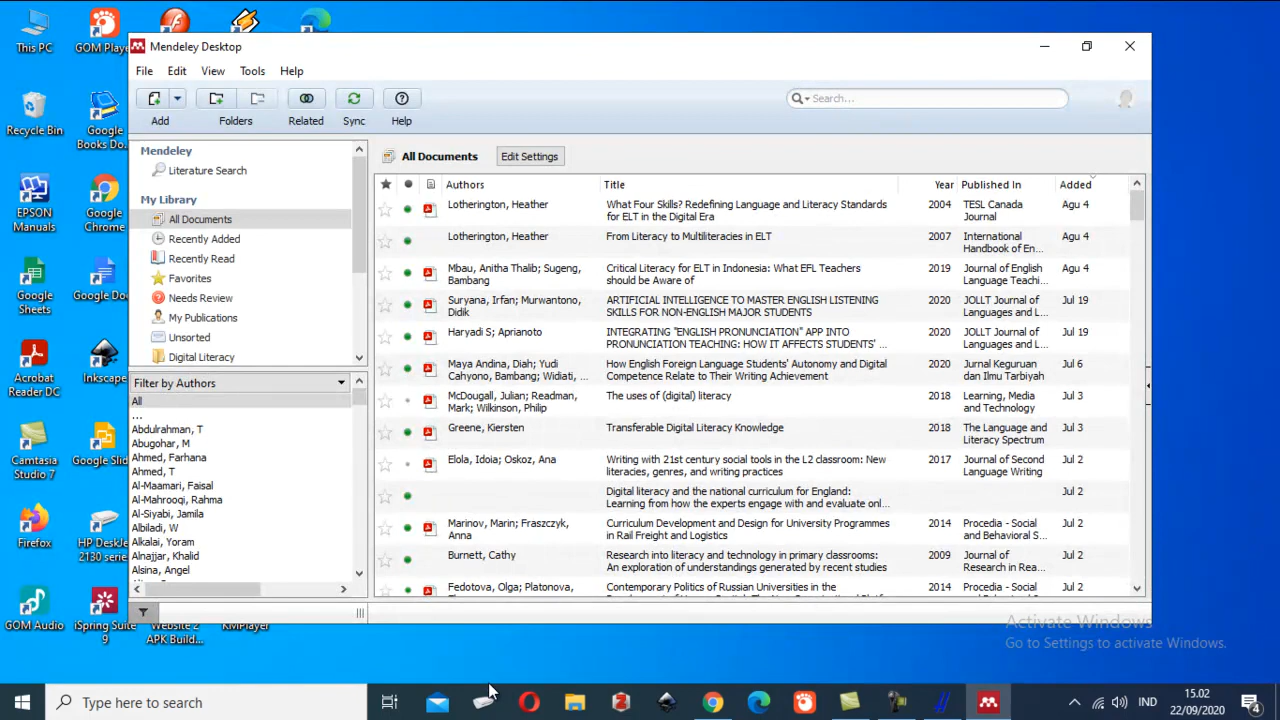 This PC
GOM Playe
Recycle Bin
Google
Books Do...
EPSON
Manuals
Google
Chrome
Google
Sheets
Google Doc
Acrobat
Reader DC
Inkscape
Camtasia
Studio 7
Google Slid
Firefox
HP DeskJe
2130 serie
GOM Audio
iSpring Suite
9
Website 2
APK Build...
KMPlayer
Mendeley Desktop
File Edit View Tools Help
Add Folders Related Sync Help
Search...
Mendeley
Literature Search
My Library
All Documents
Recently Added
Recently Read
Favorites
Needs Review
My Publications
Unsorted
Digital Literacy
Filter by Authors
All
...
Abdulrahman, T
Abugohar, M
Ahmed, Farhana
Ahmed, T
Al-Maamari, Faisal
Al-Mahrooqi, Rahma
Al-Siyabi, Jamila
Albiladi, W
Alkalai, Yoram
Alnajjar, Khalid
Alsina, Angel
All Documents Edit Settings
Authors Title Year Published In Added
Lotherington, Heather What Four Skills? Redefining Language and Literacy Standards 2004 TESL Canada Agu 4
for ELT in the Digital Era Journal
Lotherington, Heather From Literacy to Multiliteracies in ELT 2007 International Agu 4
Handbook of En...
Mbau, Anitha Thalib; Sugeng, Critical Literacy for ELT in Indonesia: What EFL Teachers 2019 Journal of English Agu 4
Bambang should be Aware of Language Teachi...
Suryana, Irfan; Murwantono, ARTIFICIAL INTELLIGENCE TO MASTER ENGLISH LISTENING 2020 JOLLT Journal of Jul 19
Didik SKILLS FOR NON-ENGLISH MAJOR STUDENTS Languages and L...
Haryadi S; Aprianoto INTEGRATING "ENGLISH PRONUNCIATION" APP INTO 2020 JOLLT Journal of Jul 19
PRONUNCIATION TEACHING: HOW IT AFFECTS STUDENTS' ... Languages and L...
Maya Andina, Diah; Yudi How English Foreign Language Students' Autonomy and Digital 2020 Jurnal Keguruan Jul 6
Cahyono, Bambang; Widiati, ... Competence Relate to Their Writing Achievement dan Ilmu Tarbiyah
McDougall, Julian; Readman, The uses of (digital) literacy 2018 Learning, Media Jul 3
Mark; Wilkinson, Philip and Technology
Greene, Kiersten Transferable Digital Literacy Knowledge 2018 The Language and Jul 3
Literacy Spectrum
Elola, Idoia; Oskoz, Ana Writing with 21st century social tools in the L2 classroom: New 2017 Journal of Second Jul 2
literacies, genres, and writing practices Language Writing
Digital literacy and the national curriculum for England: Jul 2
Learning from how the experts engage with and evaluate onl...
Marinov, Marin; Fraszczyk, Curriculum Development and Design for University Programmes 2014 Procedia - Social Jul 2
Anna in Rail Freight and Logistics and Behavioral S...
Burnett, Cathy Research into literacy and technology in primary classrooms: 2009 Journal of Jul 2
An exploration of understandings generated by recent studies Research in Rea...
Fedotova, Olga; Platonova, Contemporary Politics of Russian Universities in the 2014 Procedia - Social Jul 2
Activate Windows
Go to Settings to activate Windows.
Type here to search
IND
15.02
22/09/2020
4